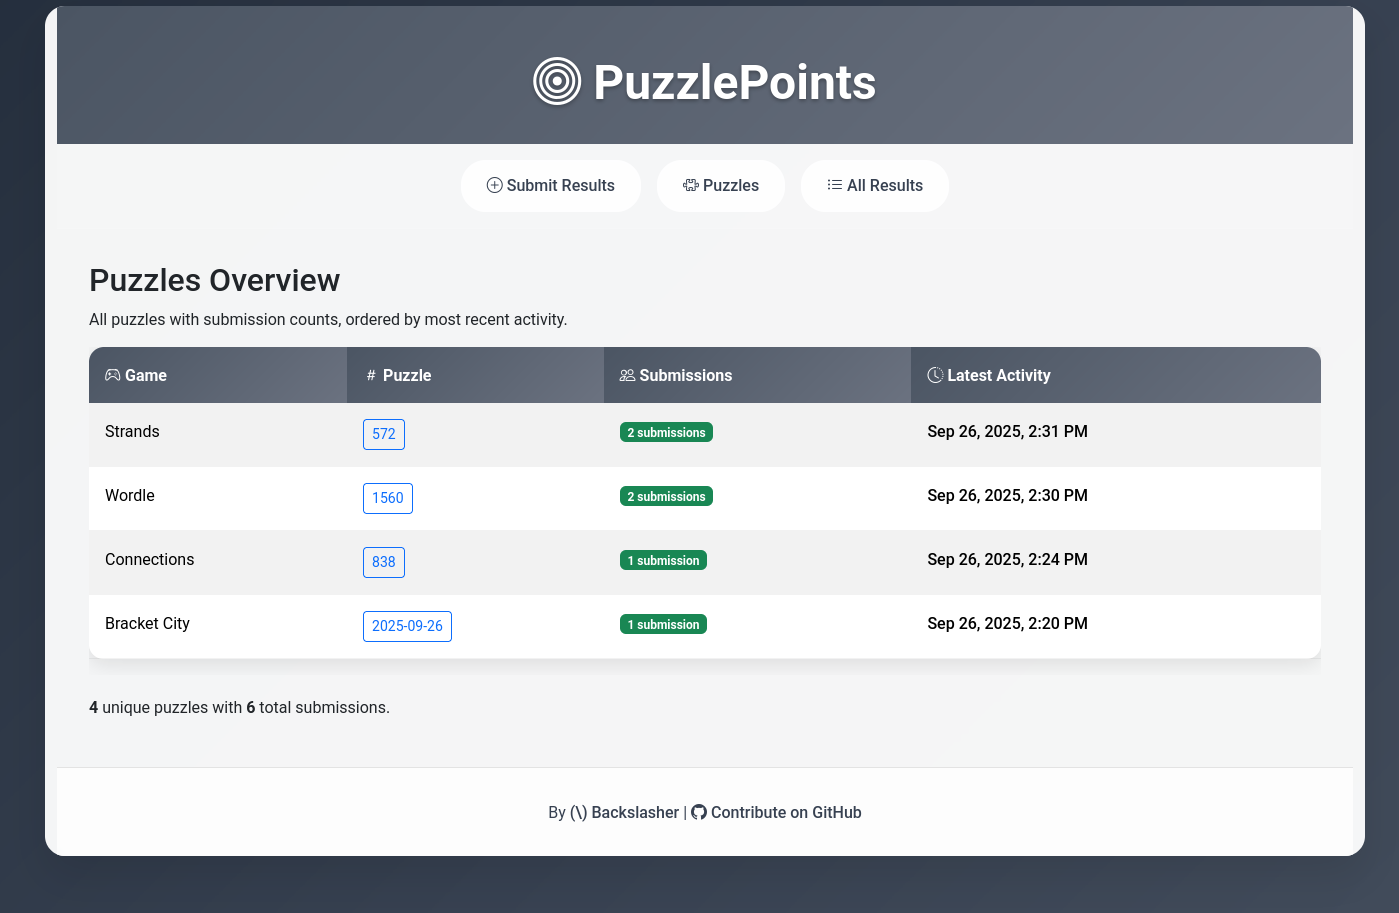 PuzzlePoints
Submit Results Puzzles All Results
Puzzles Overview
All puzzles with submission counts, ordered by most recent activity.
Game # Puzzle Submissions Latest Activity
Strands 572 2 submissions Sep 26, 2025, 2:31 PM
Wordle 1560 2 submissions Sep 26, 2025, 2:30 PM
Connections 838 1 submission Sep 26, 2025, 2:24 PM
Bracket City 2025-09-26 1 submission Sep 26, 2025, 2:20 PM
4 unique puzzles with 6 total submissions.
By (\) Backslasher | Contribute on GitHub